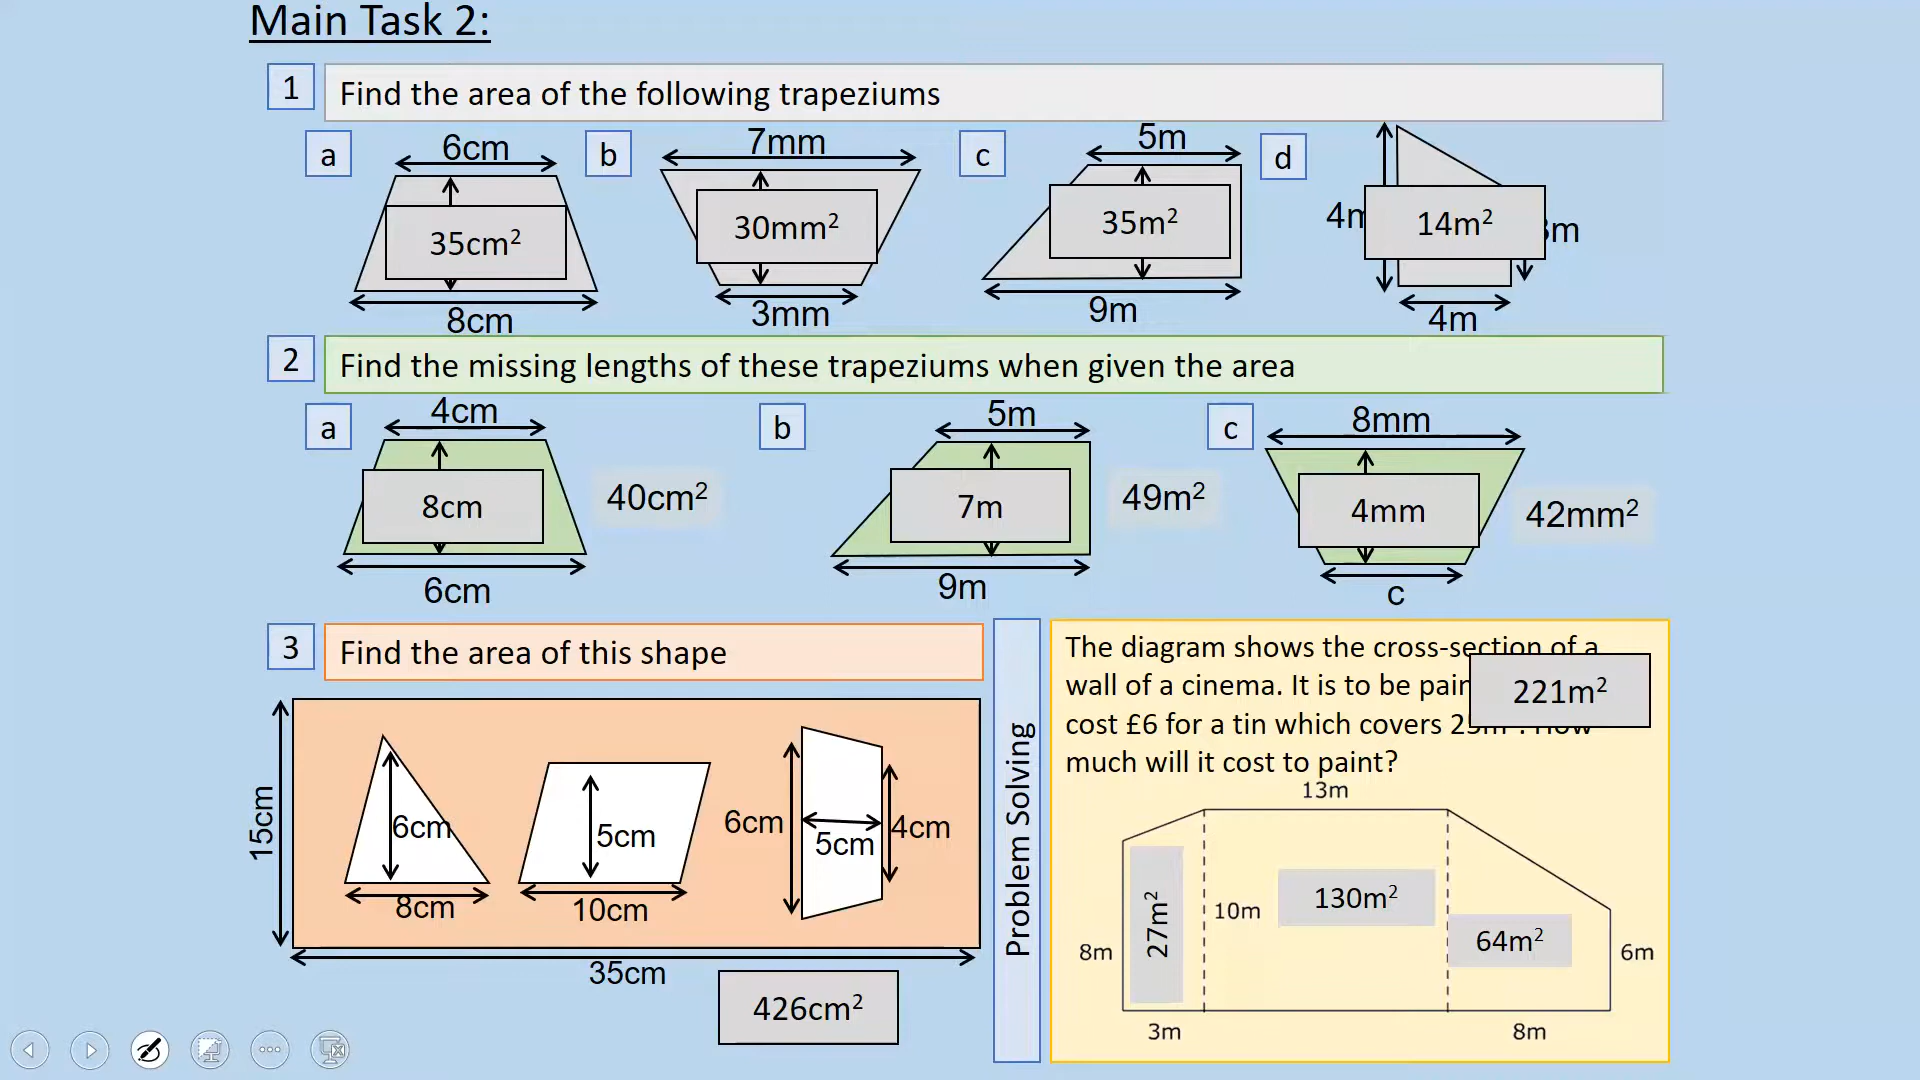 Main Task 2:
1
Find the area of the following trapeziums
a
6cm
35cm²
8cm
b
7mm
30mm²
3mm
c
5m
35m²
9m
d
14m²
4m
2
Find the missing lengths of these trapeziums when given the area
a
4cm
8cm
40cm²
6cm
b
5m
7m
49m²
9m
c
8mm
4mm
42mm²
c
3
Find the area of this shape
15cm
6cm
8cm
5cm
10cm
6cm
5cm
4cm
35cm
426cm²
Problem Solving
The diagram shows the cross-section of a
wall of a cinema. It is to be
221m²
cost £6 for a tin which covers
much will it cost to paint?
13m
27m²
10m
130m²
64m²
8m
6m
3m
8m